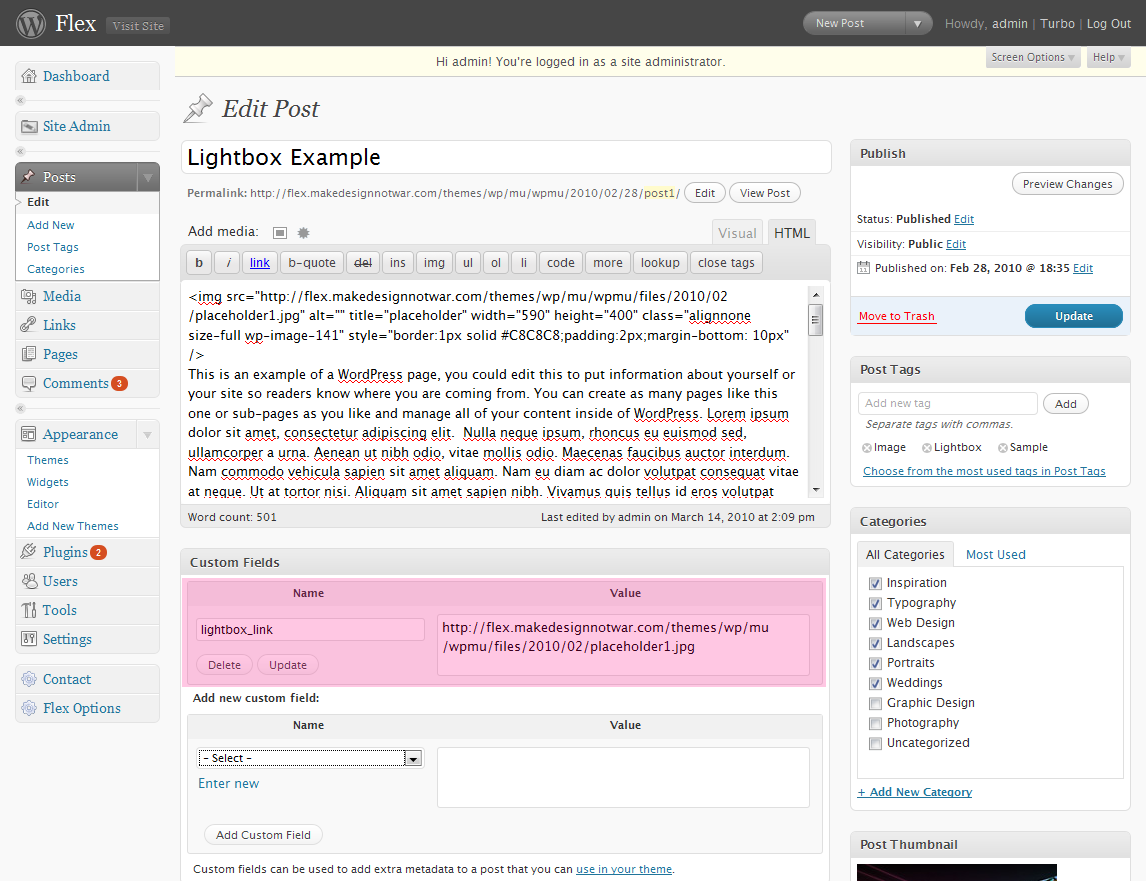 Flex Visit Site New Post Howdy, admin | Turbo | Log Out
Hi admin! You're logged in as a site administrator.
Screen Options Help
Dashboard
Site Admin
Posts
Edit
Add New
Post Tags
Categories
Media
Links
Pages
Comments 3
Appearance
Themes
Widgets
Editor
Add New Themes
Plugins 2
Users
Tools
Settings
Contact
Flex Options
Edit Post
Lightbox Example
Permalink: http://flex.makedesignnotwar.com/themes/wp/mu/wpmu/2010/02/28/post1/ Edit View Post
Add media: Visual HTML
b i link b-quote del ins img ul ol li code more lookup close tags
<img src="http://flex.makedesignnotwar.com/themes/wp/mu/wpmu/files/2010/02
/placeholder1.jpg" alt="" title="placeholder" width="590" height="400" class="alignnone
size-full wp-image-141" style="border:1px solid #C8C8C8;padding:2px;margin-bottom: 10px"
/>
This is an example of a WordPress page, you could edit this to put information about yourself or
your site so readers know where you are coming from. You can create as many pages like this
one or sub-pages as you like and manage all of your content inside of WordPress. Lorem ipsum
dolor sit amet, consectetur adipiscing elit. Nulla neque ipsum, rhoncus eu euismod sed,
ullamcorper a urna. Aenean ut nibh odio, vitae mollis odio. Maecenas faucibus auctor interdum.
Nam commodo vehicula sapien sit amet aliquam. Nam eu diam ac dolor volutpat consequat vitae
at neque. Ut at tortor nisi. Aliquam sit amet sapien nibh. Vivamus quis tellus id eros volutpat
Word count: 501 Last edited by admin on March 14, 2010 at 2:09 pm
Custom Fields
Name Value
lightbox_link
http://flex.makedesignnotwar.com/themes/wp/mu
/wpmu/files/2010/02/placeholder1.jpg
Delete Update
Add new custom field:
Name Value
– Select –
Enter new
Add Custom Field
Custom fields can be used to add extra metadata to a post that you can use in your theme.
Publish
Preview Changes
Status: Published Edit
Visibility: Public Edit
11 Published on: Feb 28, 2010 @ 18:35 Edit
Move to Trash Update
Post Tags
Add new tag Add
Separate tags with commas.
Image Lightbox Sample
Choose from the most used tags in Post Tags
Categories
All Categories Most Used
Inspiration
Typography
Web Design
Landscapes
Portraits
Weddings
Graphic Design
Photography
Uncategorized
+ Add New Category
Post Thumbnail